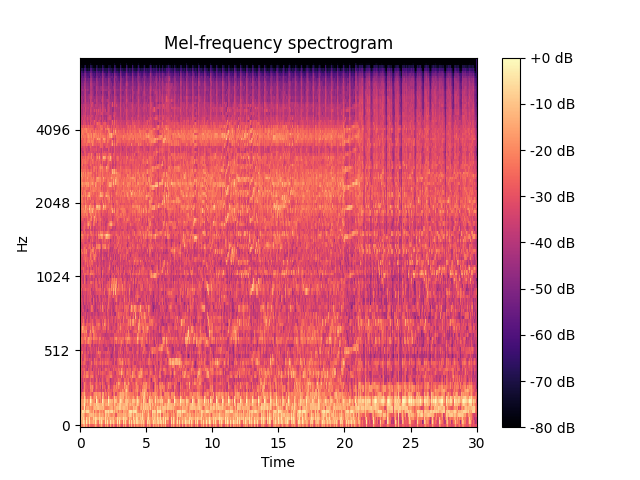 Mel-frequency spectrogram
Hz
4096
2048
1024
512
0
0 5 10 15 20 25 30
Time
+0 dB
-10 dB
-20 dB
-30 dB
-40 dB
-50 dB
-60 dB
-70 dB
-80 dB